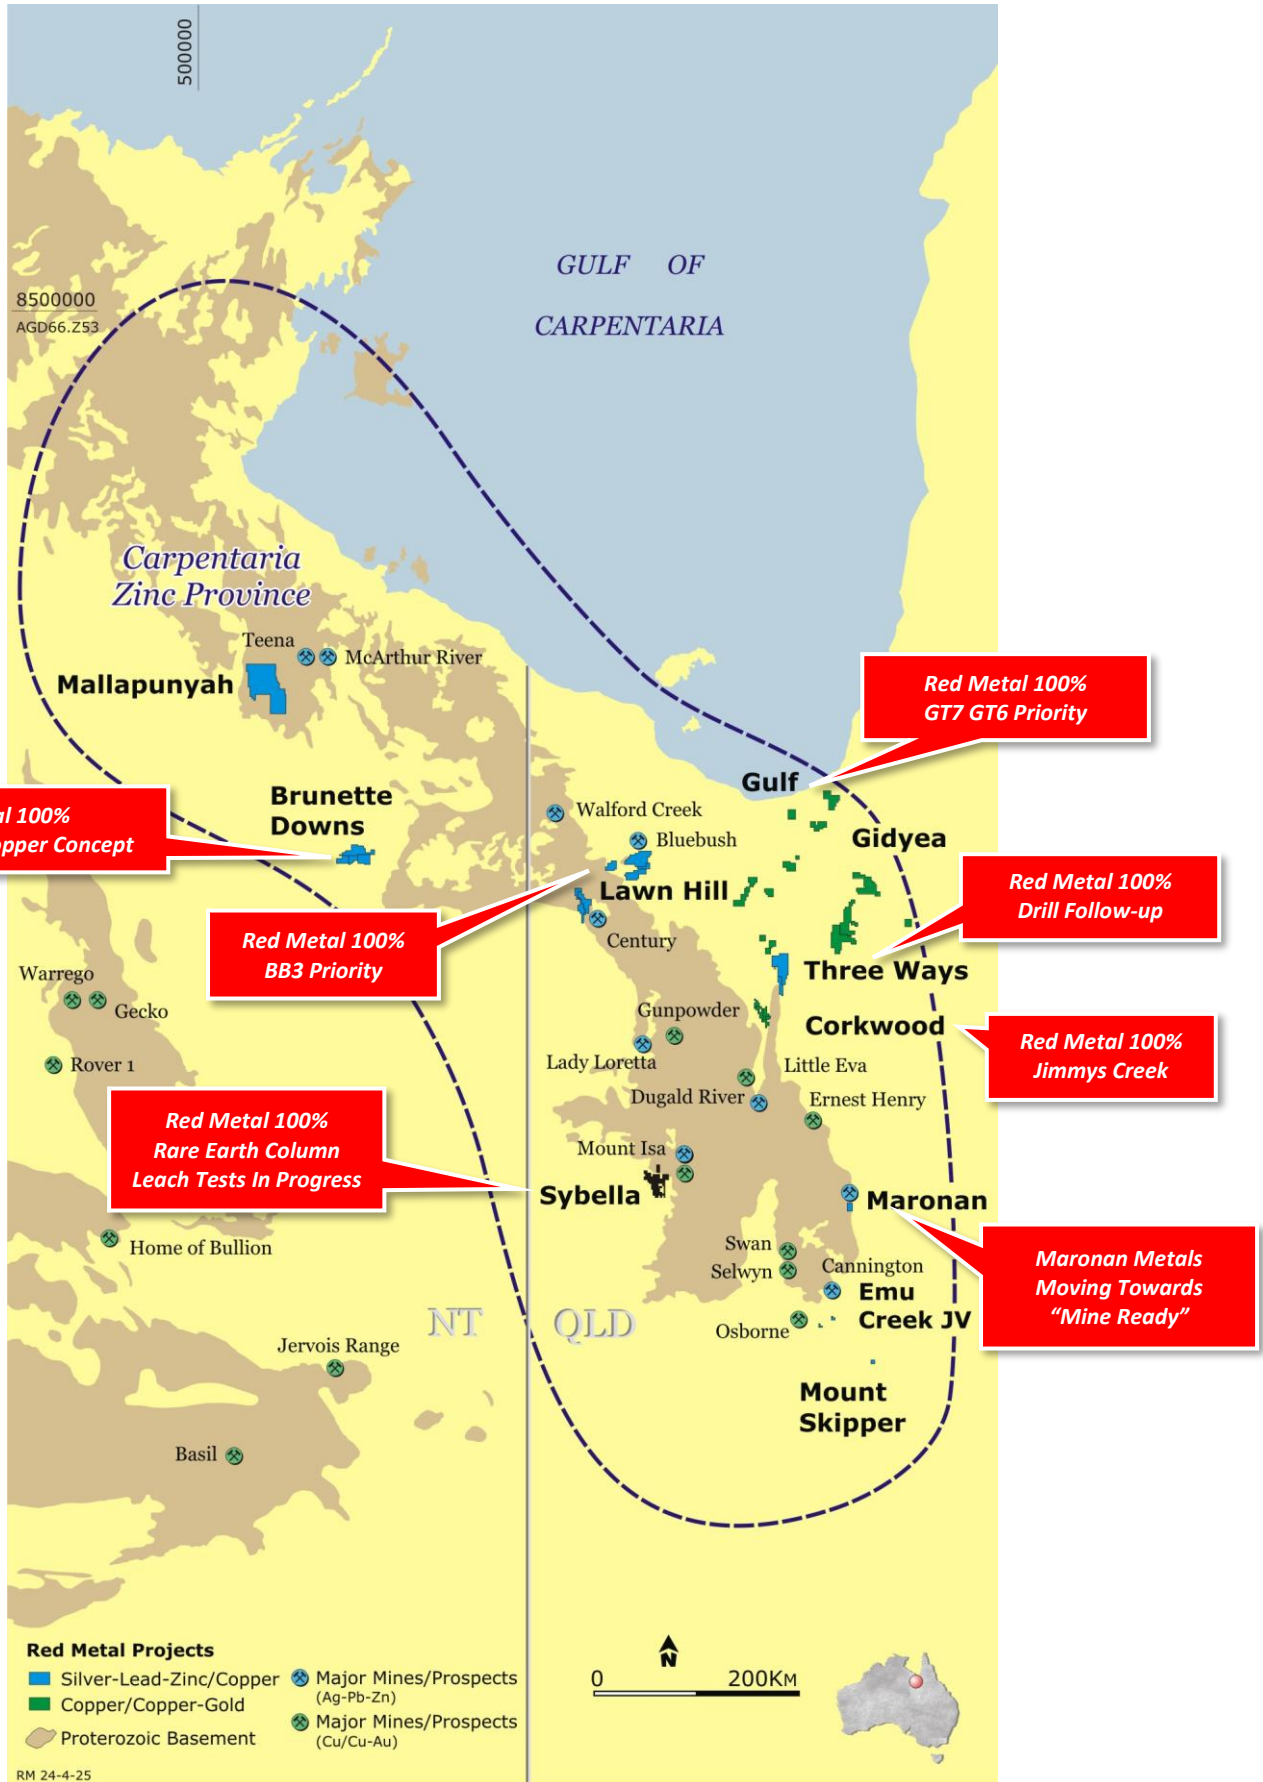 500000
GULF OF
CARPENTARIA
8500000
AGD66.Z53
Carpentaria
Zinc Province
Teena
McArthur River
Mallapunyah
Red Metal 100%
GT7 GT6 Priority
Gulf
Brunette
Downs
Walford Creek
Bluebush
Gidyea
100%
Concept
Lawn Hill
Red Metal 100%
Drill Follow-up
Century
Red Metal 100%
BB3 Priority
Three Ways
Warrego
Gecko
Gunpowder
Corkwood
Red Metal 100%
Jimmys Creek
Rover 1
Lady Loretta
Little Eva
Dugald River
Ernest Henry
Red Metal 100%
Rare Earth Column
Leach Tests In Progress
Mount Isa
Sybella
Maronan
Home of Bullion
Swan
Selwyn
Cannington
Maronan Metals
Moving Towards
“Mine Ready”
Emu
Creek JV
NT QLD
Osborne
Jervois Range
Mount
Skipper
Basil
Red Metal Projects
Silver-Lead-Zinc/Copper
Copper/Copper-Gold
Proterozoic Basement
Major Mines/Prospects
(Ag-Pb-Zn)
Major Mines/Prospects
(Cu/Cu-Au)
N
0 200KM
RM 24-4-25